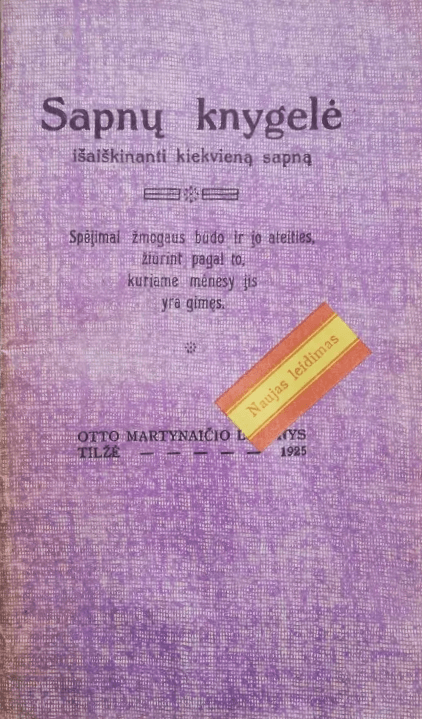 Sapnų knygelė
išaiškinanti kiekvieną sapną
Spėjimai žmogaus būdo ir jo ateities,
žiūrint pagal to,
kuriame mėnesy jis
yra gimęs.
Naujas leidimas
OTTO MARTYNAIČIO
TILŽĖ — — — — — 1925